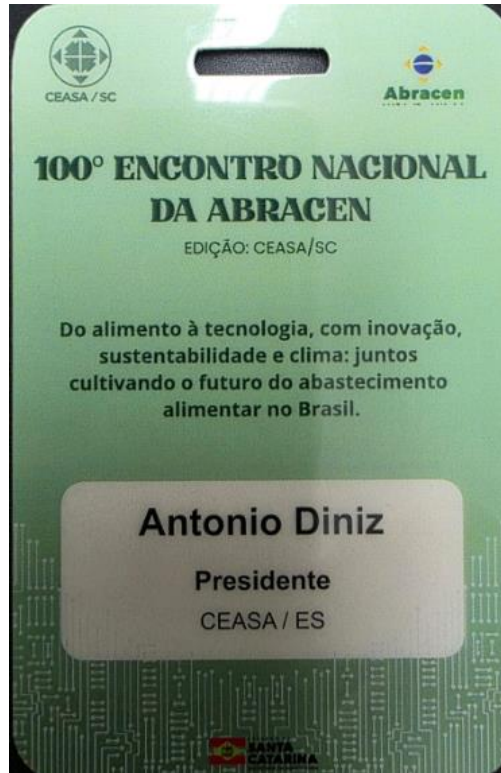 CEASA / SC
Abracen
100° ENCONTRO NACIONAL
DA ABRACEN
EDIÇÃO: CEASA/SC
Do alimento à tecnologia, com inovação,
sustentabilidade e clima: juntos
cultivando o futuro do abastecimento
alimentar no Brasil.
Antonio Diniz
Presidente
CEASA / ES
SANTA
CATARINA